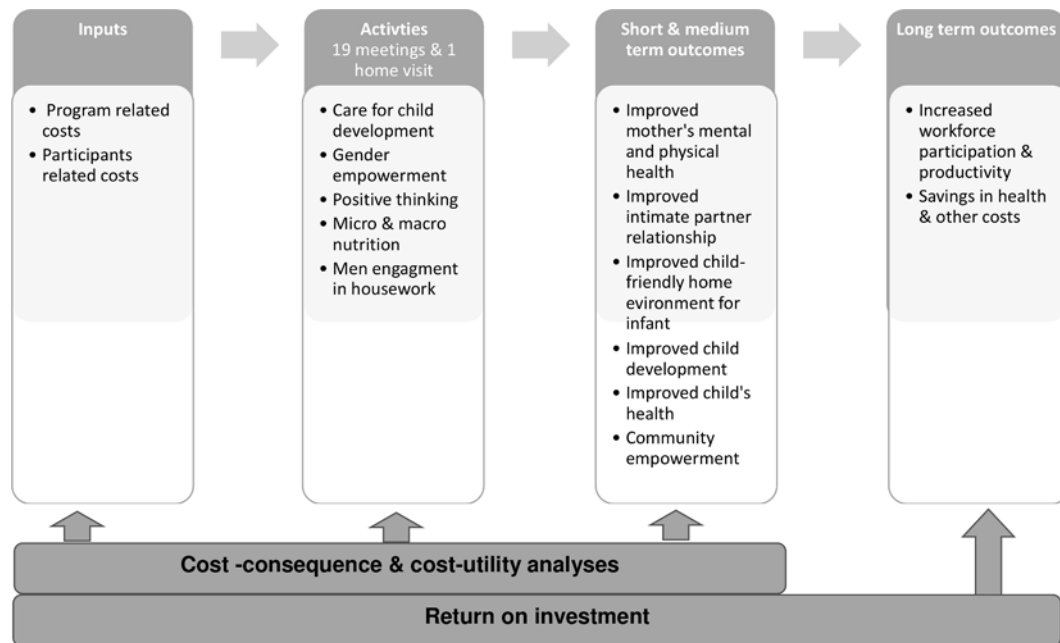 Inputs
• Program related
costs
• Participants
related costs
Activties
19 meetings & 1
home visit
• Care for child
development
• Gender
empowerment
• Positive thinking
• Micro & macro
nutrition
• Men engagment
in housework
Short & medium
term outcomes
• Improved
mother's mental
and physical
health
• Improved
intimate partner
relationship
• Improved child-
friendly home
evironment for
infant
• Improved child
development
• Improved child's
health
• Community
empowerment
Long term outcomes
• Increased
workforce
participation &
productivity
• Savings in health
& other costs
Cost -consequence & cost-utility analyses
Return on investment